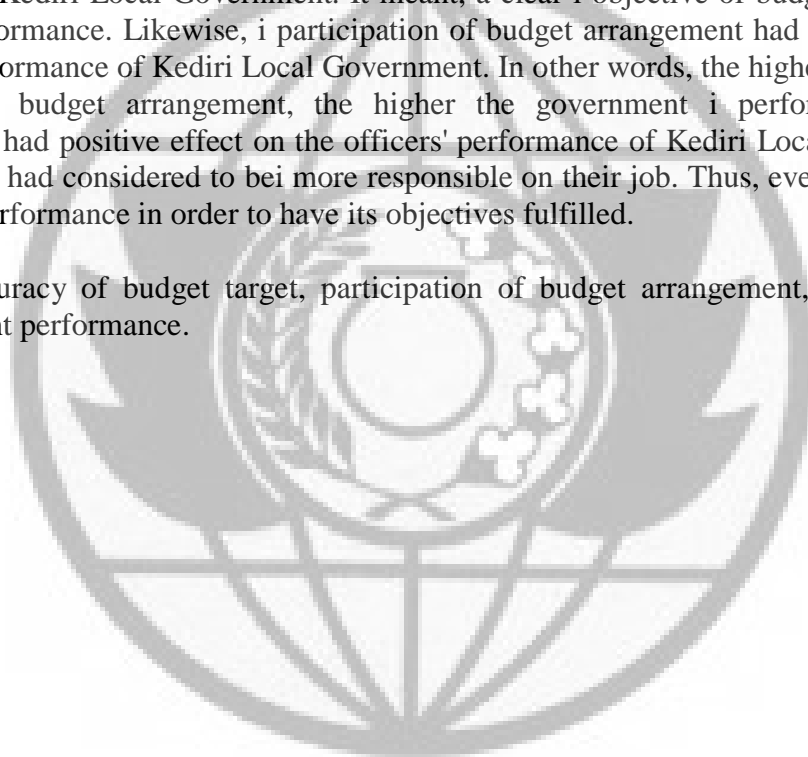 Kediri Local Government. It meant, a clear i objective of budg
ormance. Likewise, i participation of budget arrangement had
ormance of Kediri Local Government. In other words, the highe
budget arrangement, the higher the government i perfor
had positive effect on the officers' performance of Kediri Loca
had considered to bei more responsible on their job. Thus, eve
erformance in order to have its objectives fulfilled.
uracy of budget target, participation of budget arrangement,
nt performance.